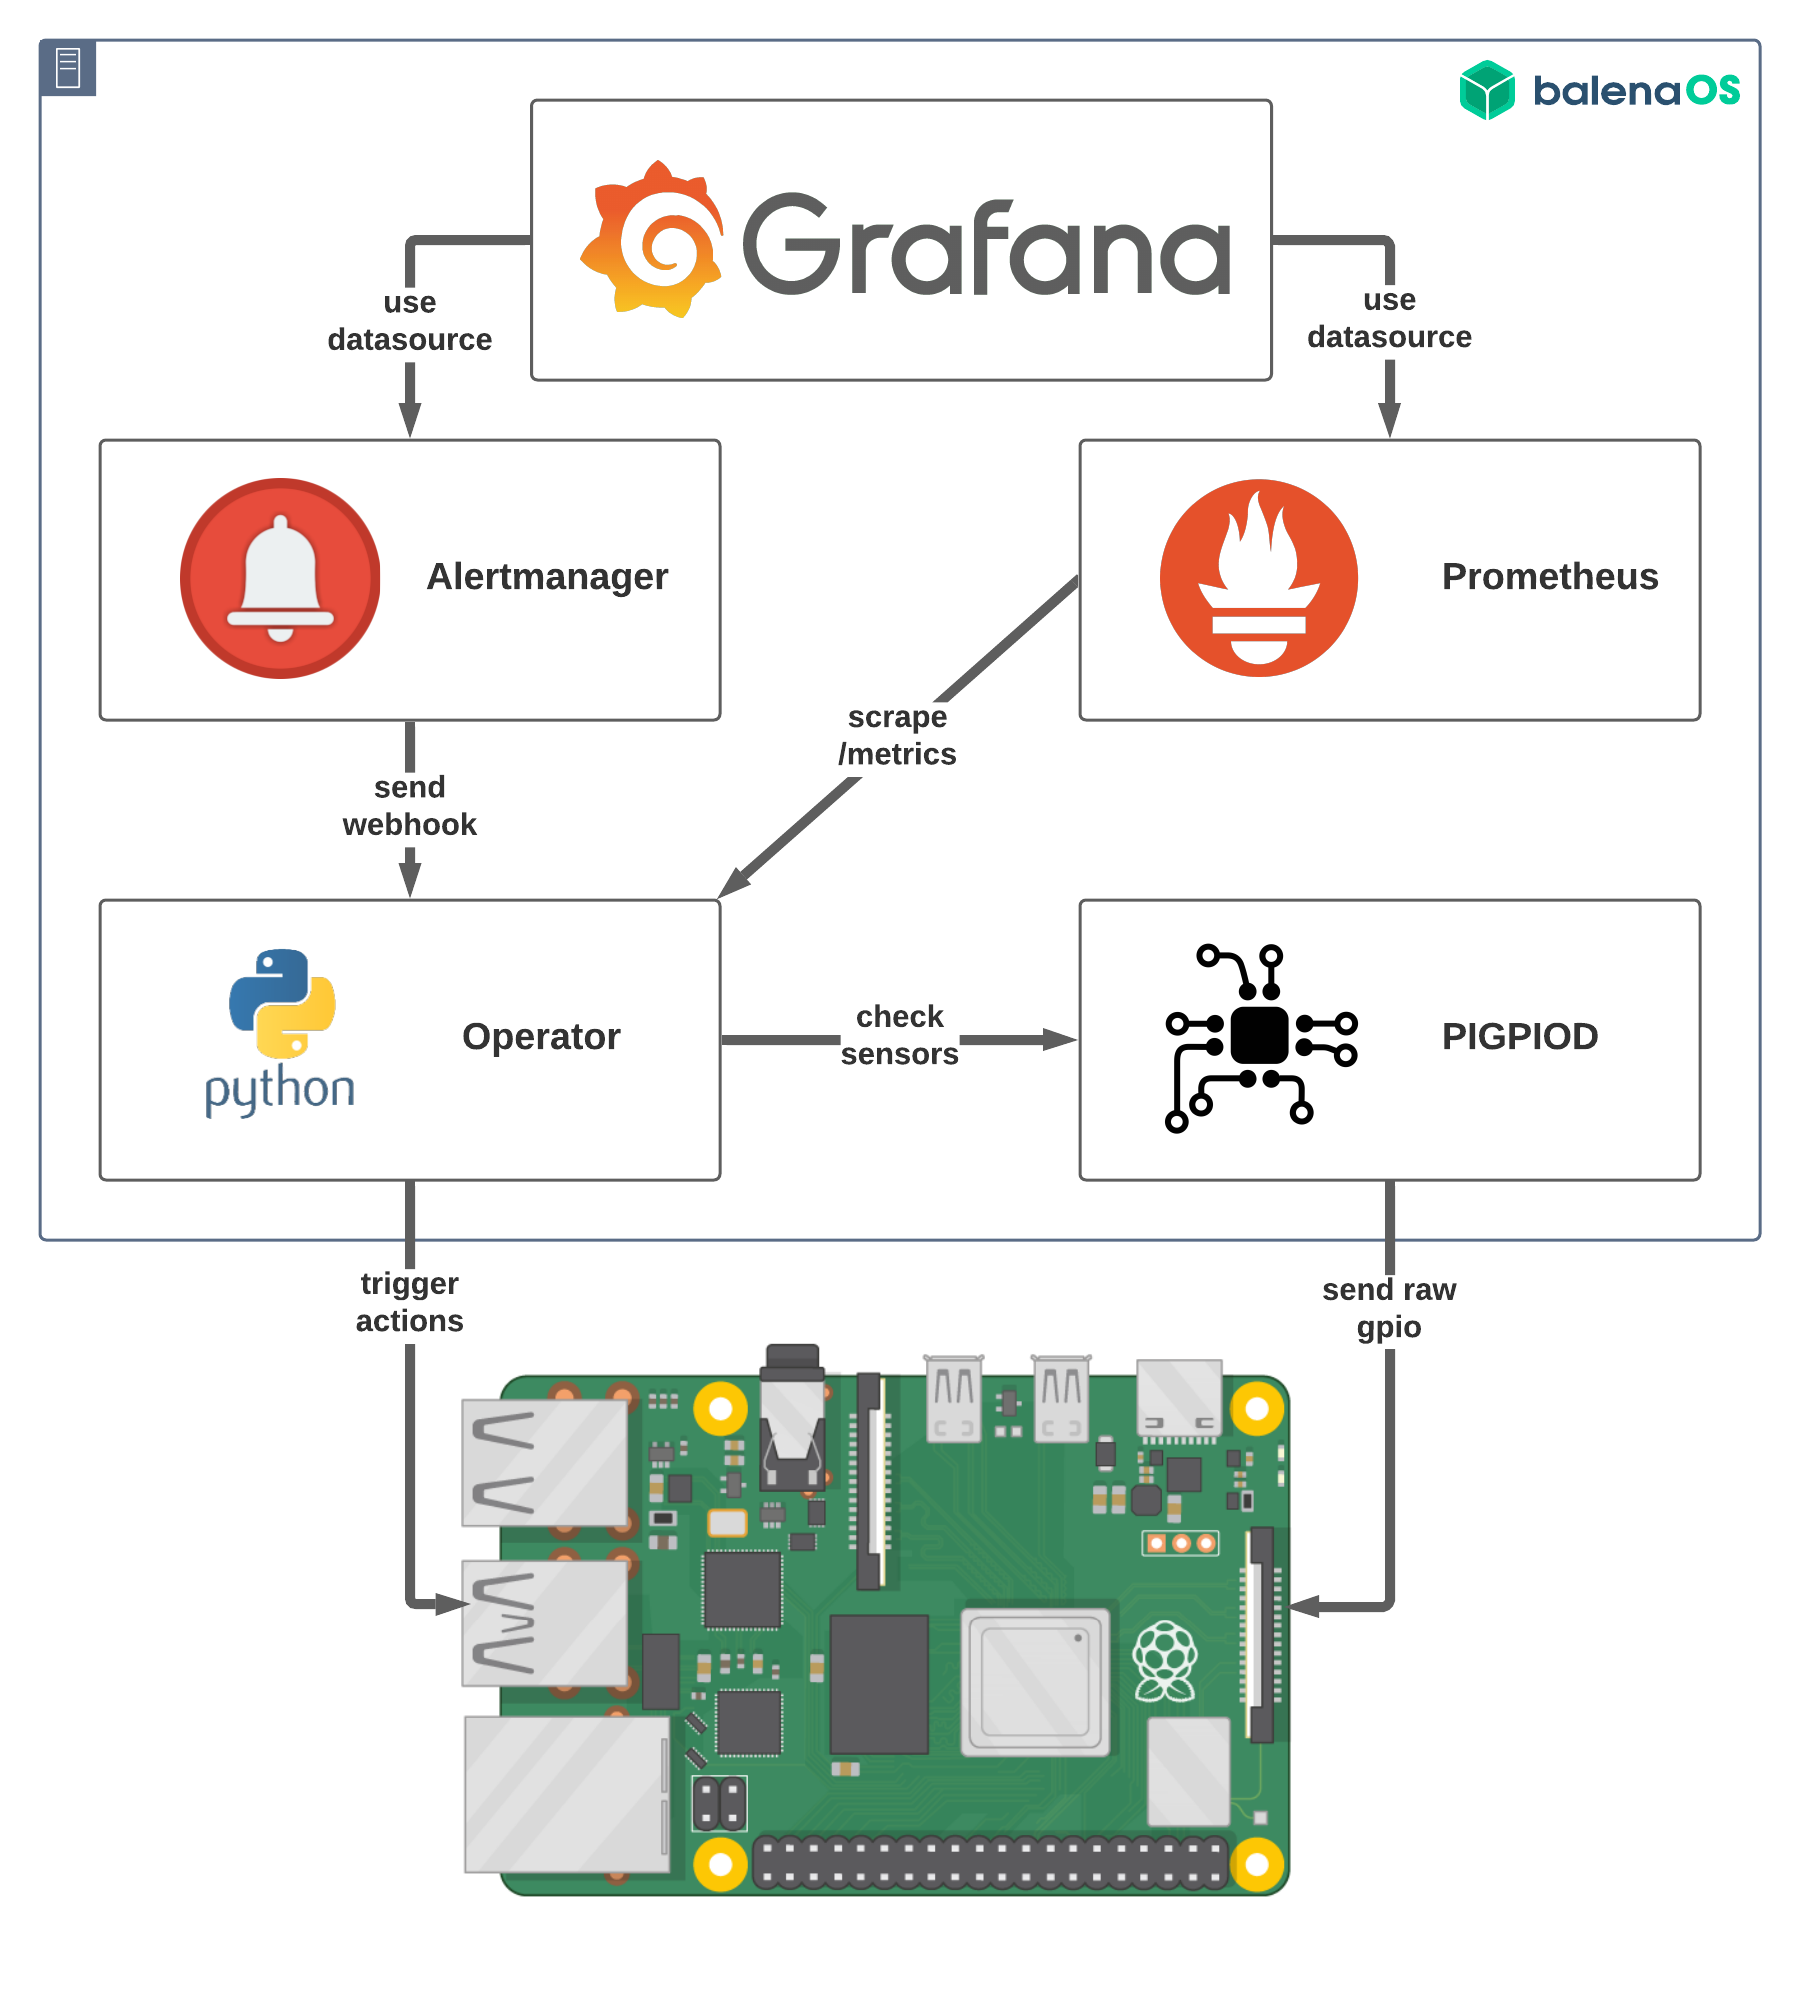 balenaOS
Grafana
use
datasource
use
datasource
Alertmanager
Prometheus
scrape
/metrics
send
webhook
python
Operator
check
sensors
PIGPIOD
trigger
actions
send raw
gpio